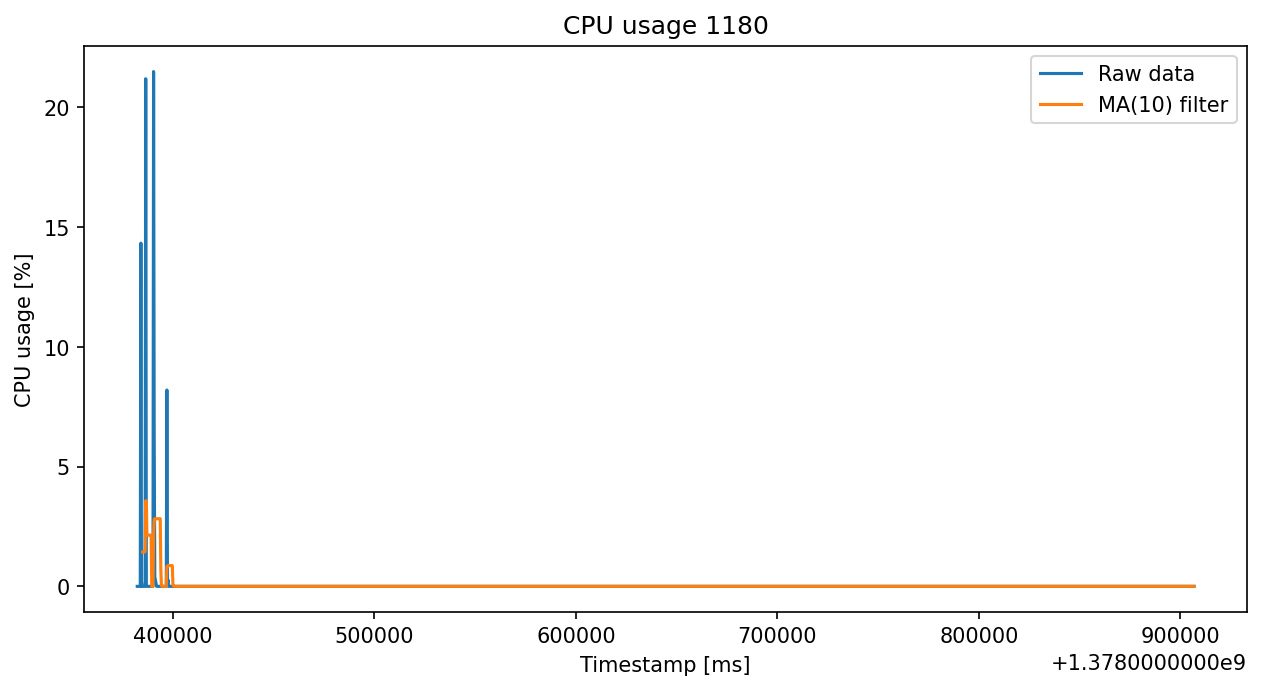 CPU usage 1180
Raw data
MA(10) filter
CPU usage [%]
20
15
10
5
0
400000
500000
600000
700000
800000
900000
Timestamp [ms]
+1.3780000000e9